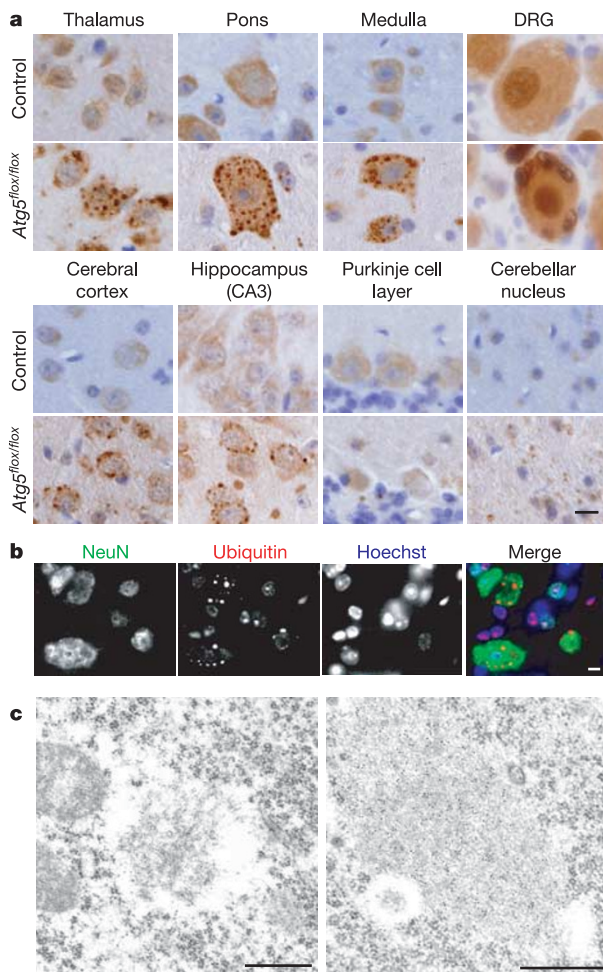 a
Thalamus Pons Medulla DRG
Control
Atg5flox/flox
Cerebral cortex Hippocampus (CA3) Purkinje cell layer Cerebellar nucleus
Control
Atg5flox/flox
b
NeuN Ubiquitin Hoechst Merge
c